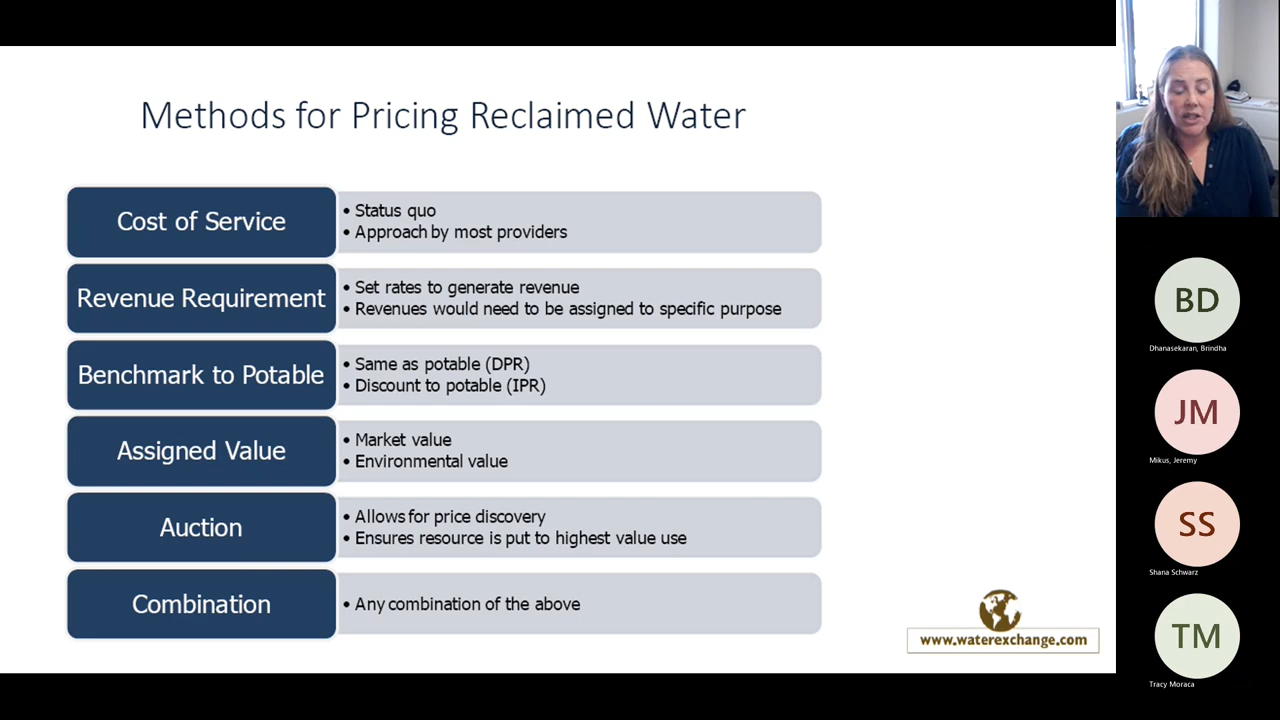 Methods for Pricing Reclaimed Water
Cost of Service
• Status quo
• Approach by most providers
Revenue Requirement
• Set rates to generate revenue
• Revenues would need to be assigned to specific purpose
Benchmark to Potable
• Same as potable (DPR)
• Discount to potable (IPR)
Assigned Value
• Market value
• Environmental value
Auction
• Allows for price discovery
• Ensures resource is put to highest value use
Combination
• Any combination of the above
www.waterexchange.com
BD
Dhanasekaran, Brindha
JM
Mikus, Jeremy
SS
Shana Schwarz
TM
Tracy Moraca